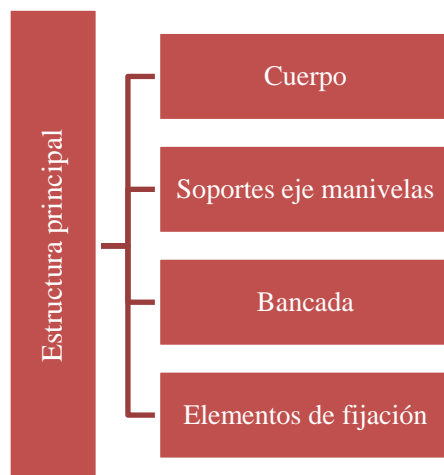 Estructura principal
Cuerpo
Soportes eje manivelas
Bancada
Elementos de fijación